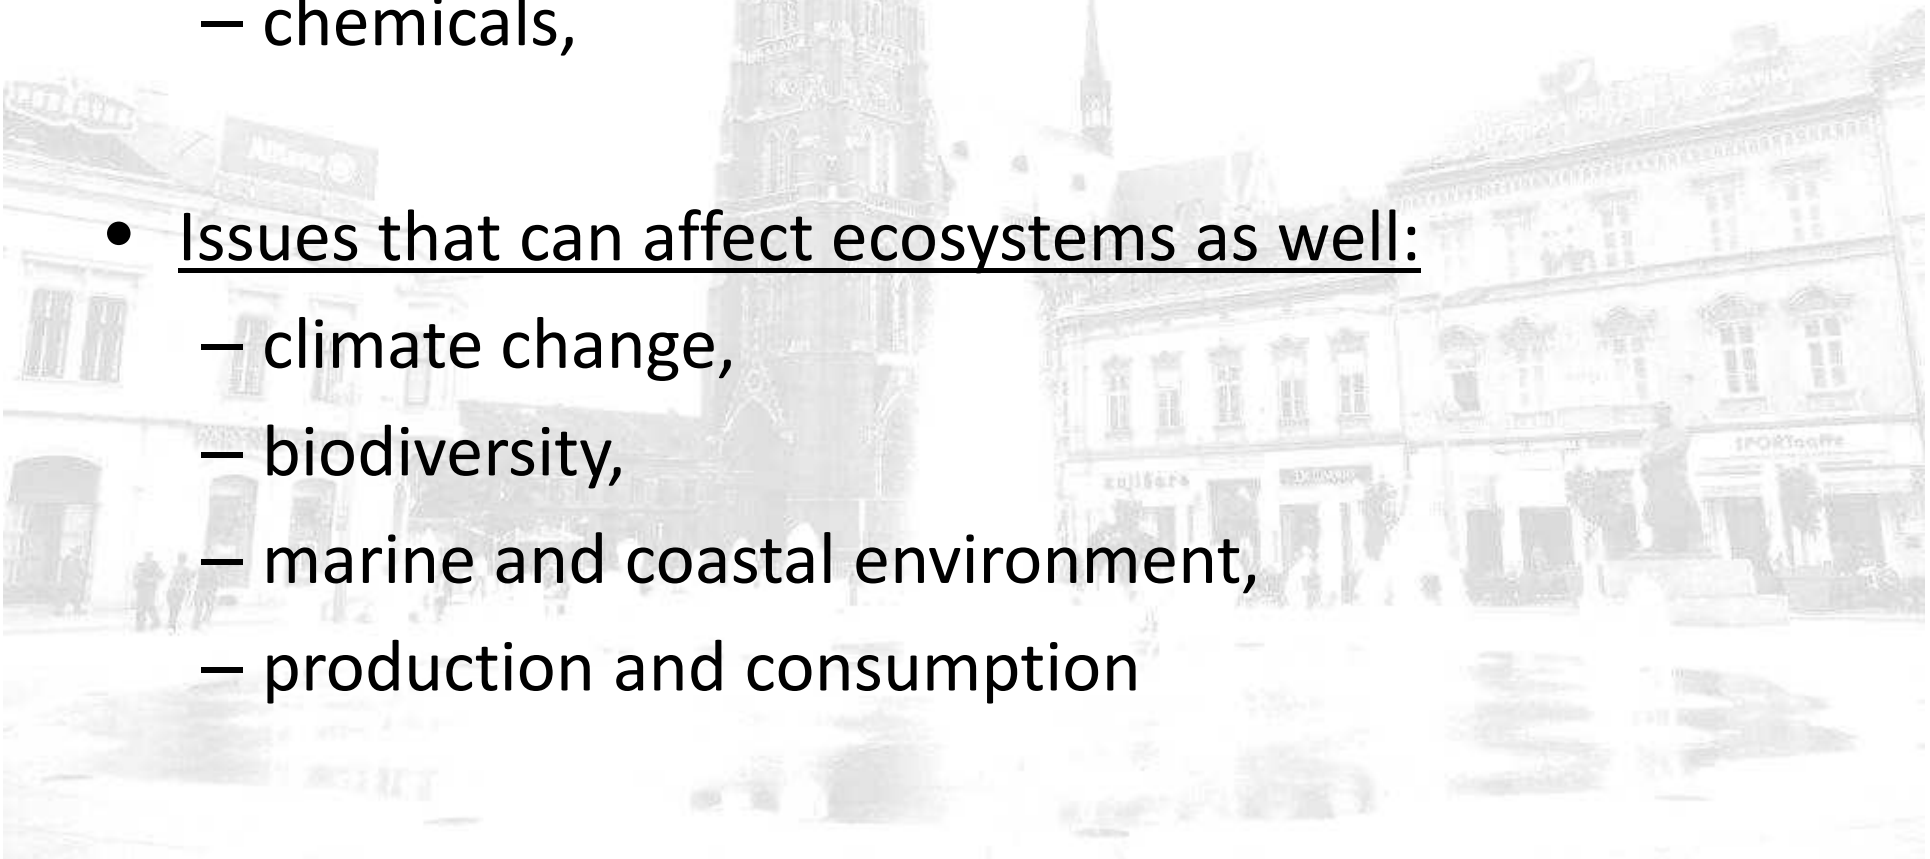 – chemicals,
• Issues that can affect ecosystems as well:
– climate change,
– biodiversity,
– marine and coastal environment,
– production and consumption